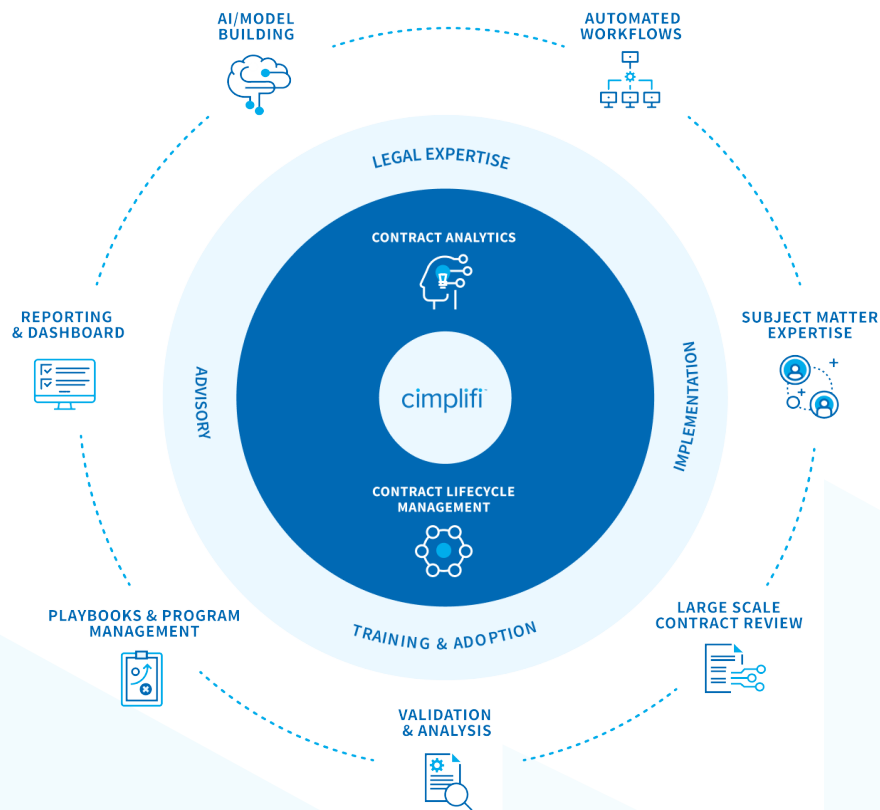 AI/MODEL
BUILDING
AUTOMATED
WORKFLOWS
LEGAL EXPERTISE
CONTRACT ANALYTICS
REPORTING
& DASHBOARD
SUBJECT MATTER
EXPERTISE
ADVISORY
IMPLEMENTATION
cimplifi™
CONTRACT LIFECYCLE
MANAGEMENT
PLAYBOOKS & PROGRAM
MANAGEMENT
LARGE SCALE
CONTRACT REVIEW
TRAINING & ADOPTION
VALIDATION
& ANALYSIS